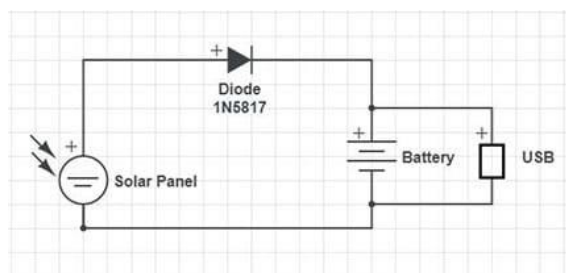 +
Diode
1N5817
+
Solar Panel
+
Battery
+
USB